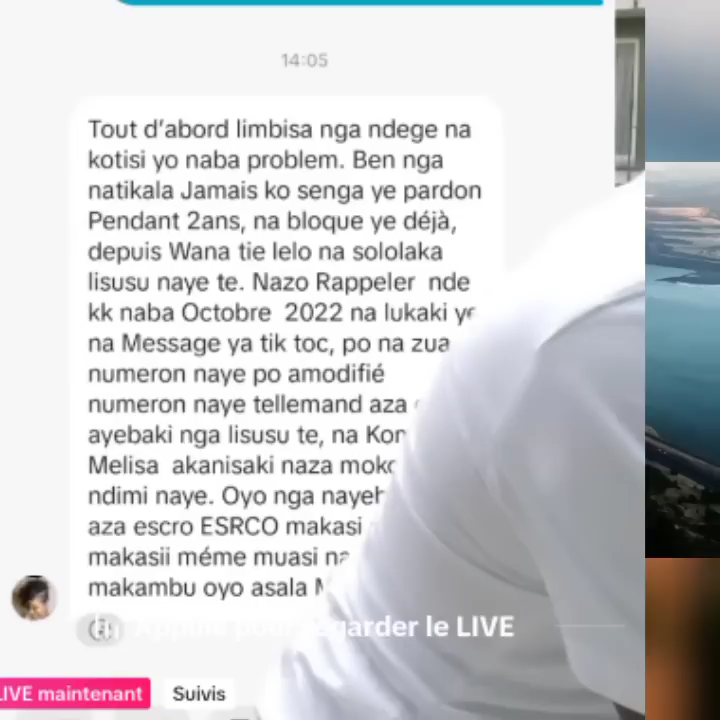 14:05
Tout d’abord limbisa nga ndege na
kotisi yo naba problem. Ben nga
natikala Jamais ko senga ye pardon
Pendant 2ans, na bloque ye déjà,
depuis Wana tie lelo na sololaka
lisusu naye te. Nazo Rappeler nde
kk naba Octobre 2022 na lukaki
na Message ya tik toc, po na zua
numeron naye po amodifié
numeron naye tellemand aza
ayebaki nga lisusu te, na
Melisa akanisaki naza
ndimi naye. Oyo nga
aza escro ESRCO makasi
makasii méme muasi
makambu oyo asala
regarder le LIVE
LIVE maintenant
Suivis